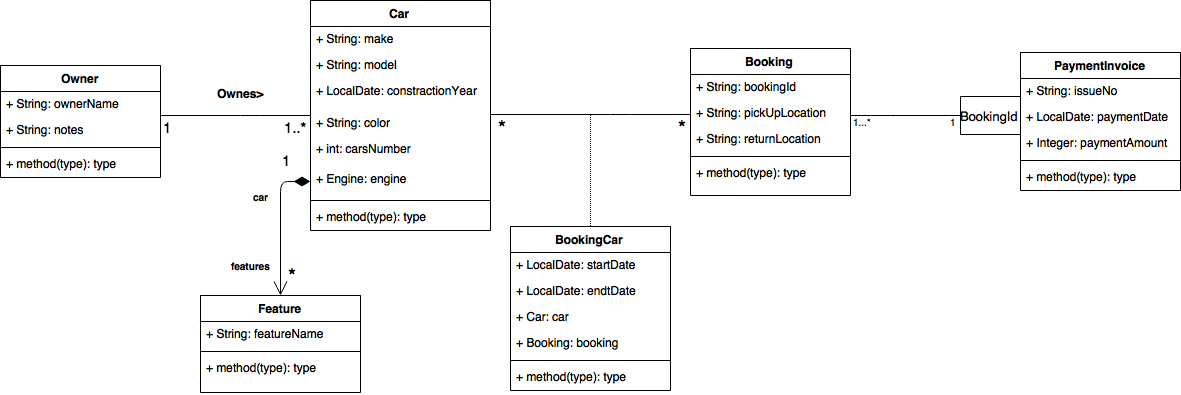 Owner
+ String: ownerName
+ String: notes
+ method(type): type
Ownes>
1
1..*
Car
+ String: make
+ String: model
+ LocalDate: constractionYear
+ String: color
+ int: carsNumber
+ Engine: engine
+ method(type): type
1
car
features
*
Feature
+ String: featureName
+ method(type): type
*
*
BookingCar
+ LocalDate: startDate
+ LocalDate: endtDate
+ Car: car
+ Booking: booking
+ method(type): type
Booking
+ String: bookingId
+ String: pickUpLocation
+ String: returnLocation
+ method(type): type
1...*
1
BookingId
PaymentInvoice
+ String: issueNo
+ LocalDate: paymentDate
+ Integer: paymentAmount
+ method(type): type